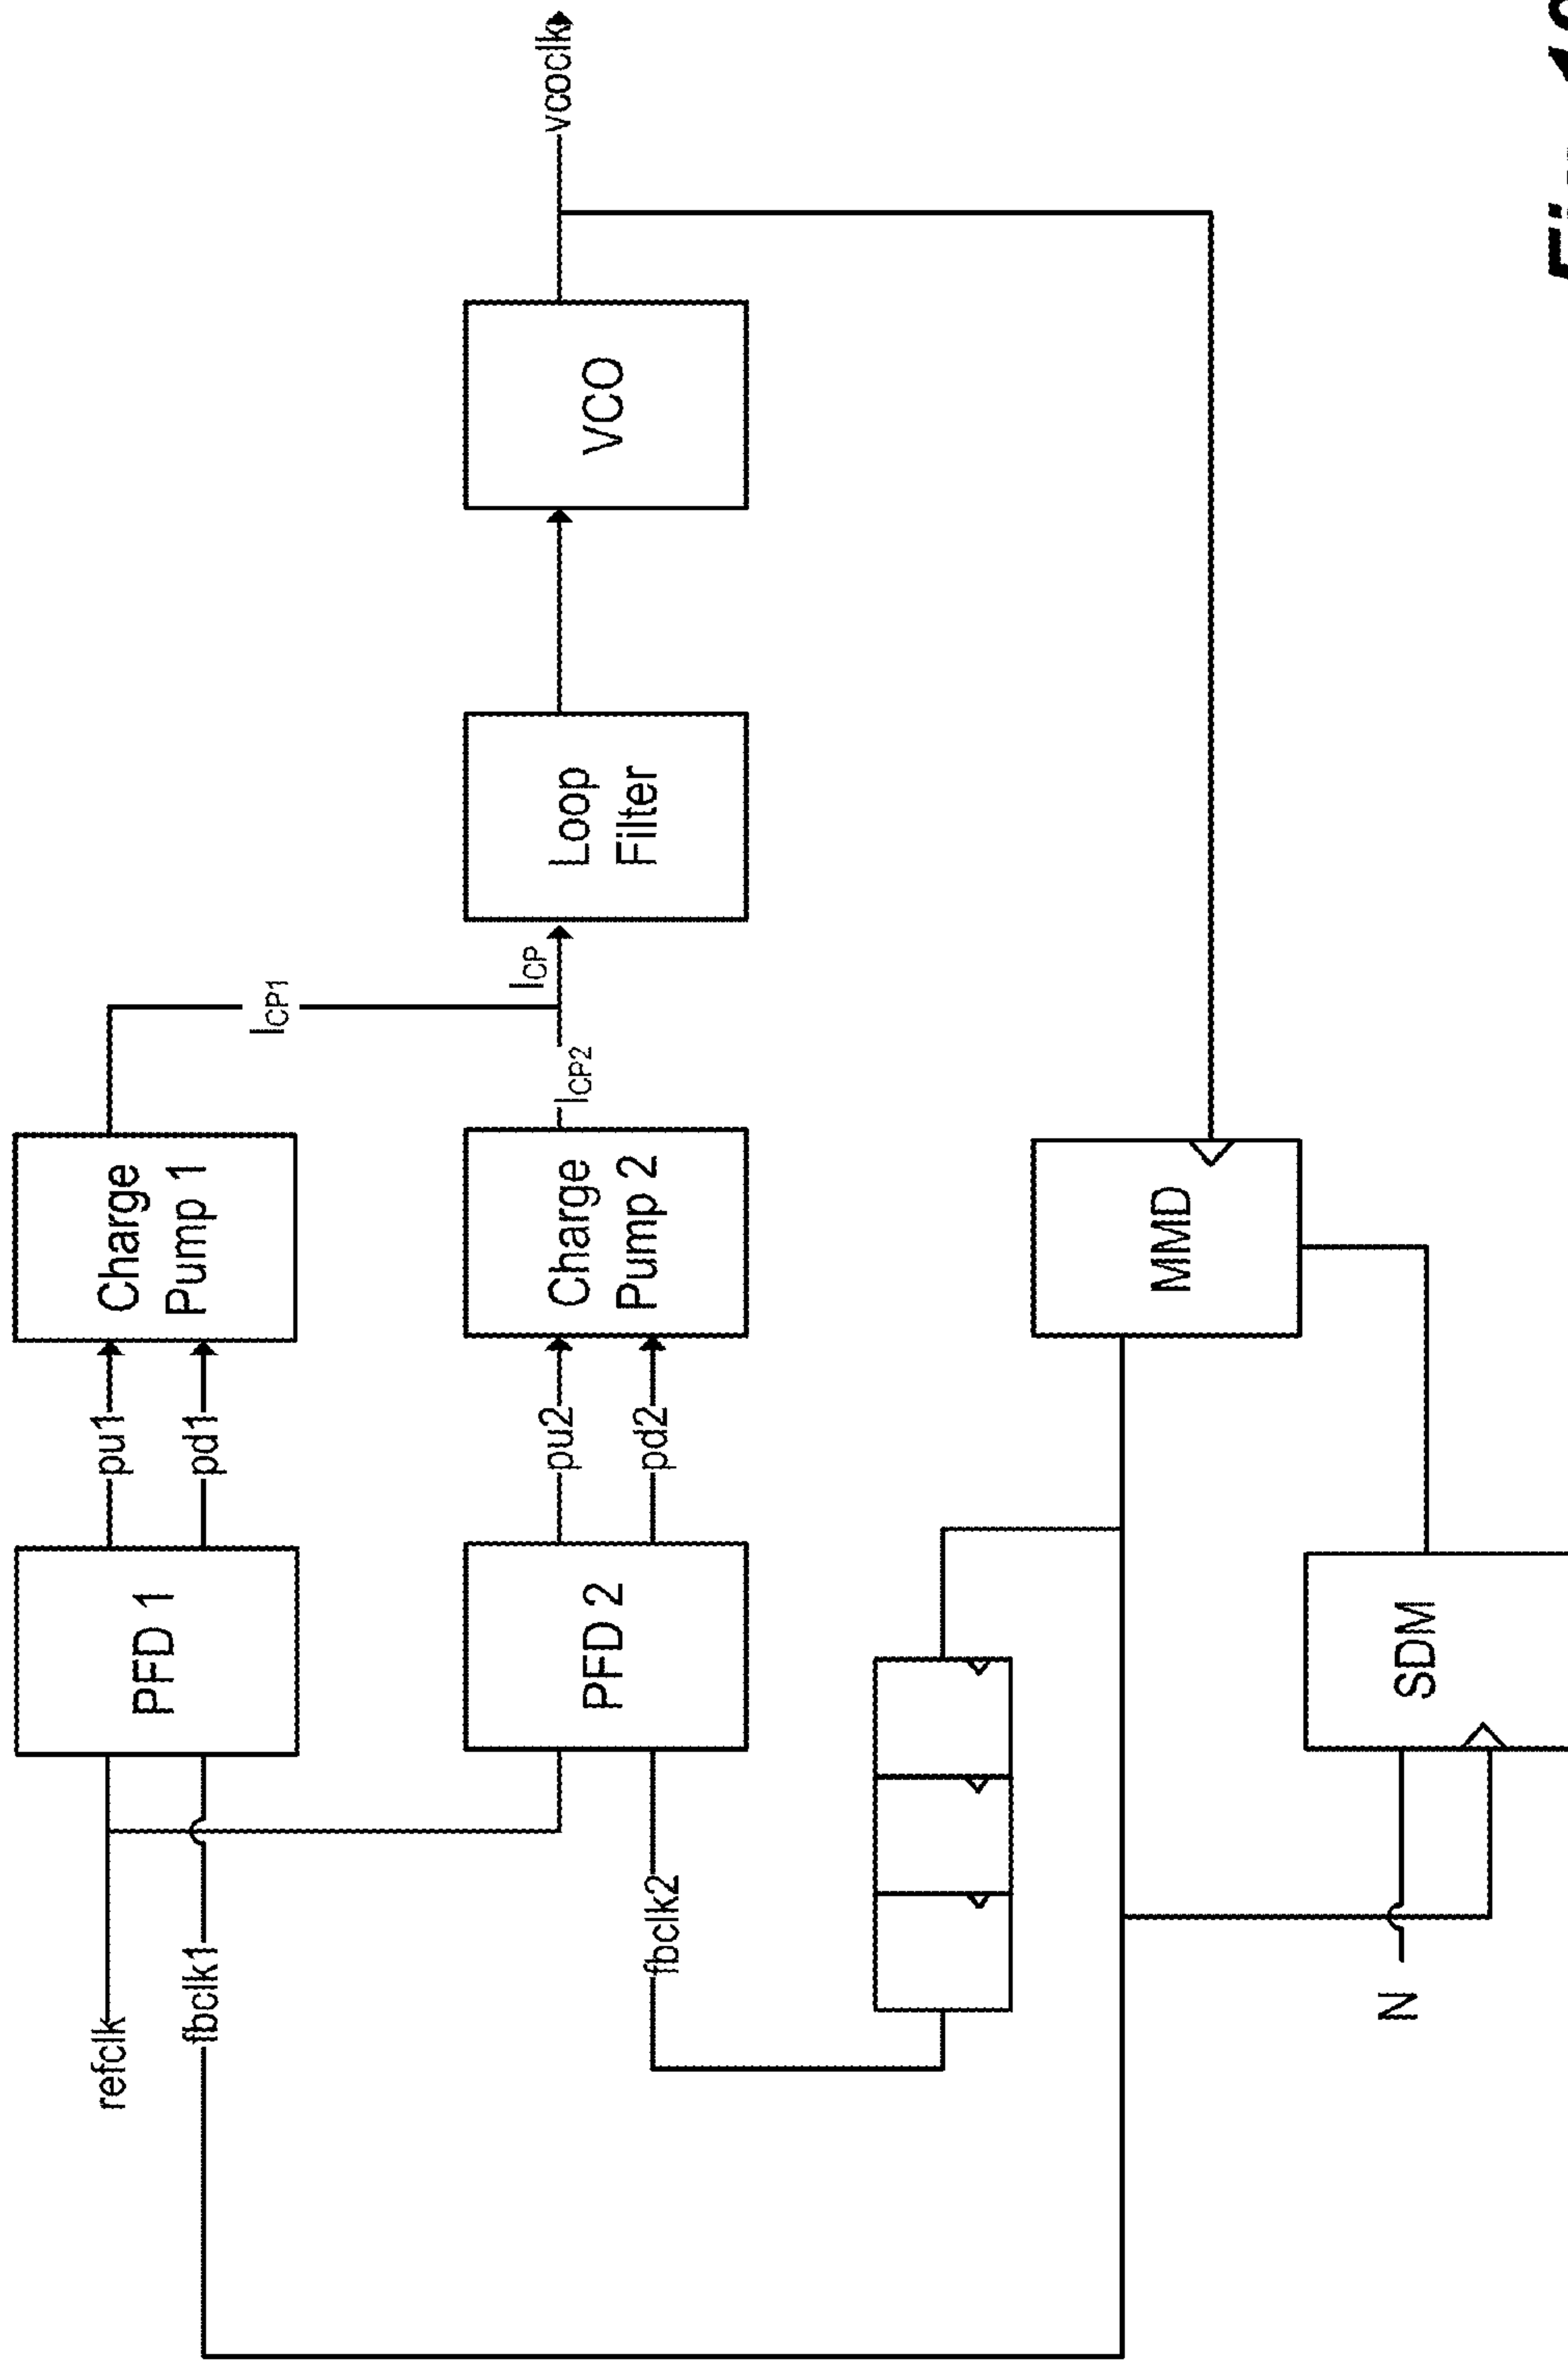 refclk
fbclk1
PFD 1
pu1
pd1
Charge
Pump 1
ICP1
fbclk2
PFD 2
pu2
pd2
Charge
Pump 2
ICP2
ICP
Loop
Filter
VCO
vcoclk
MMD
N
SDM